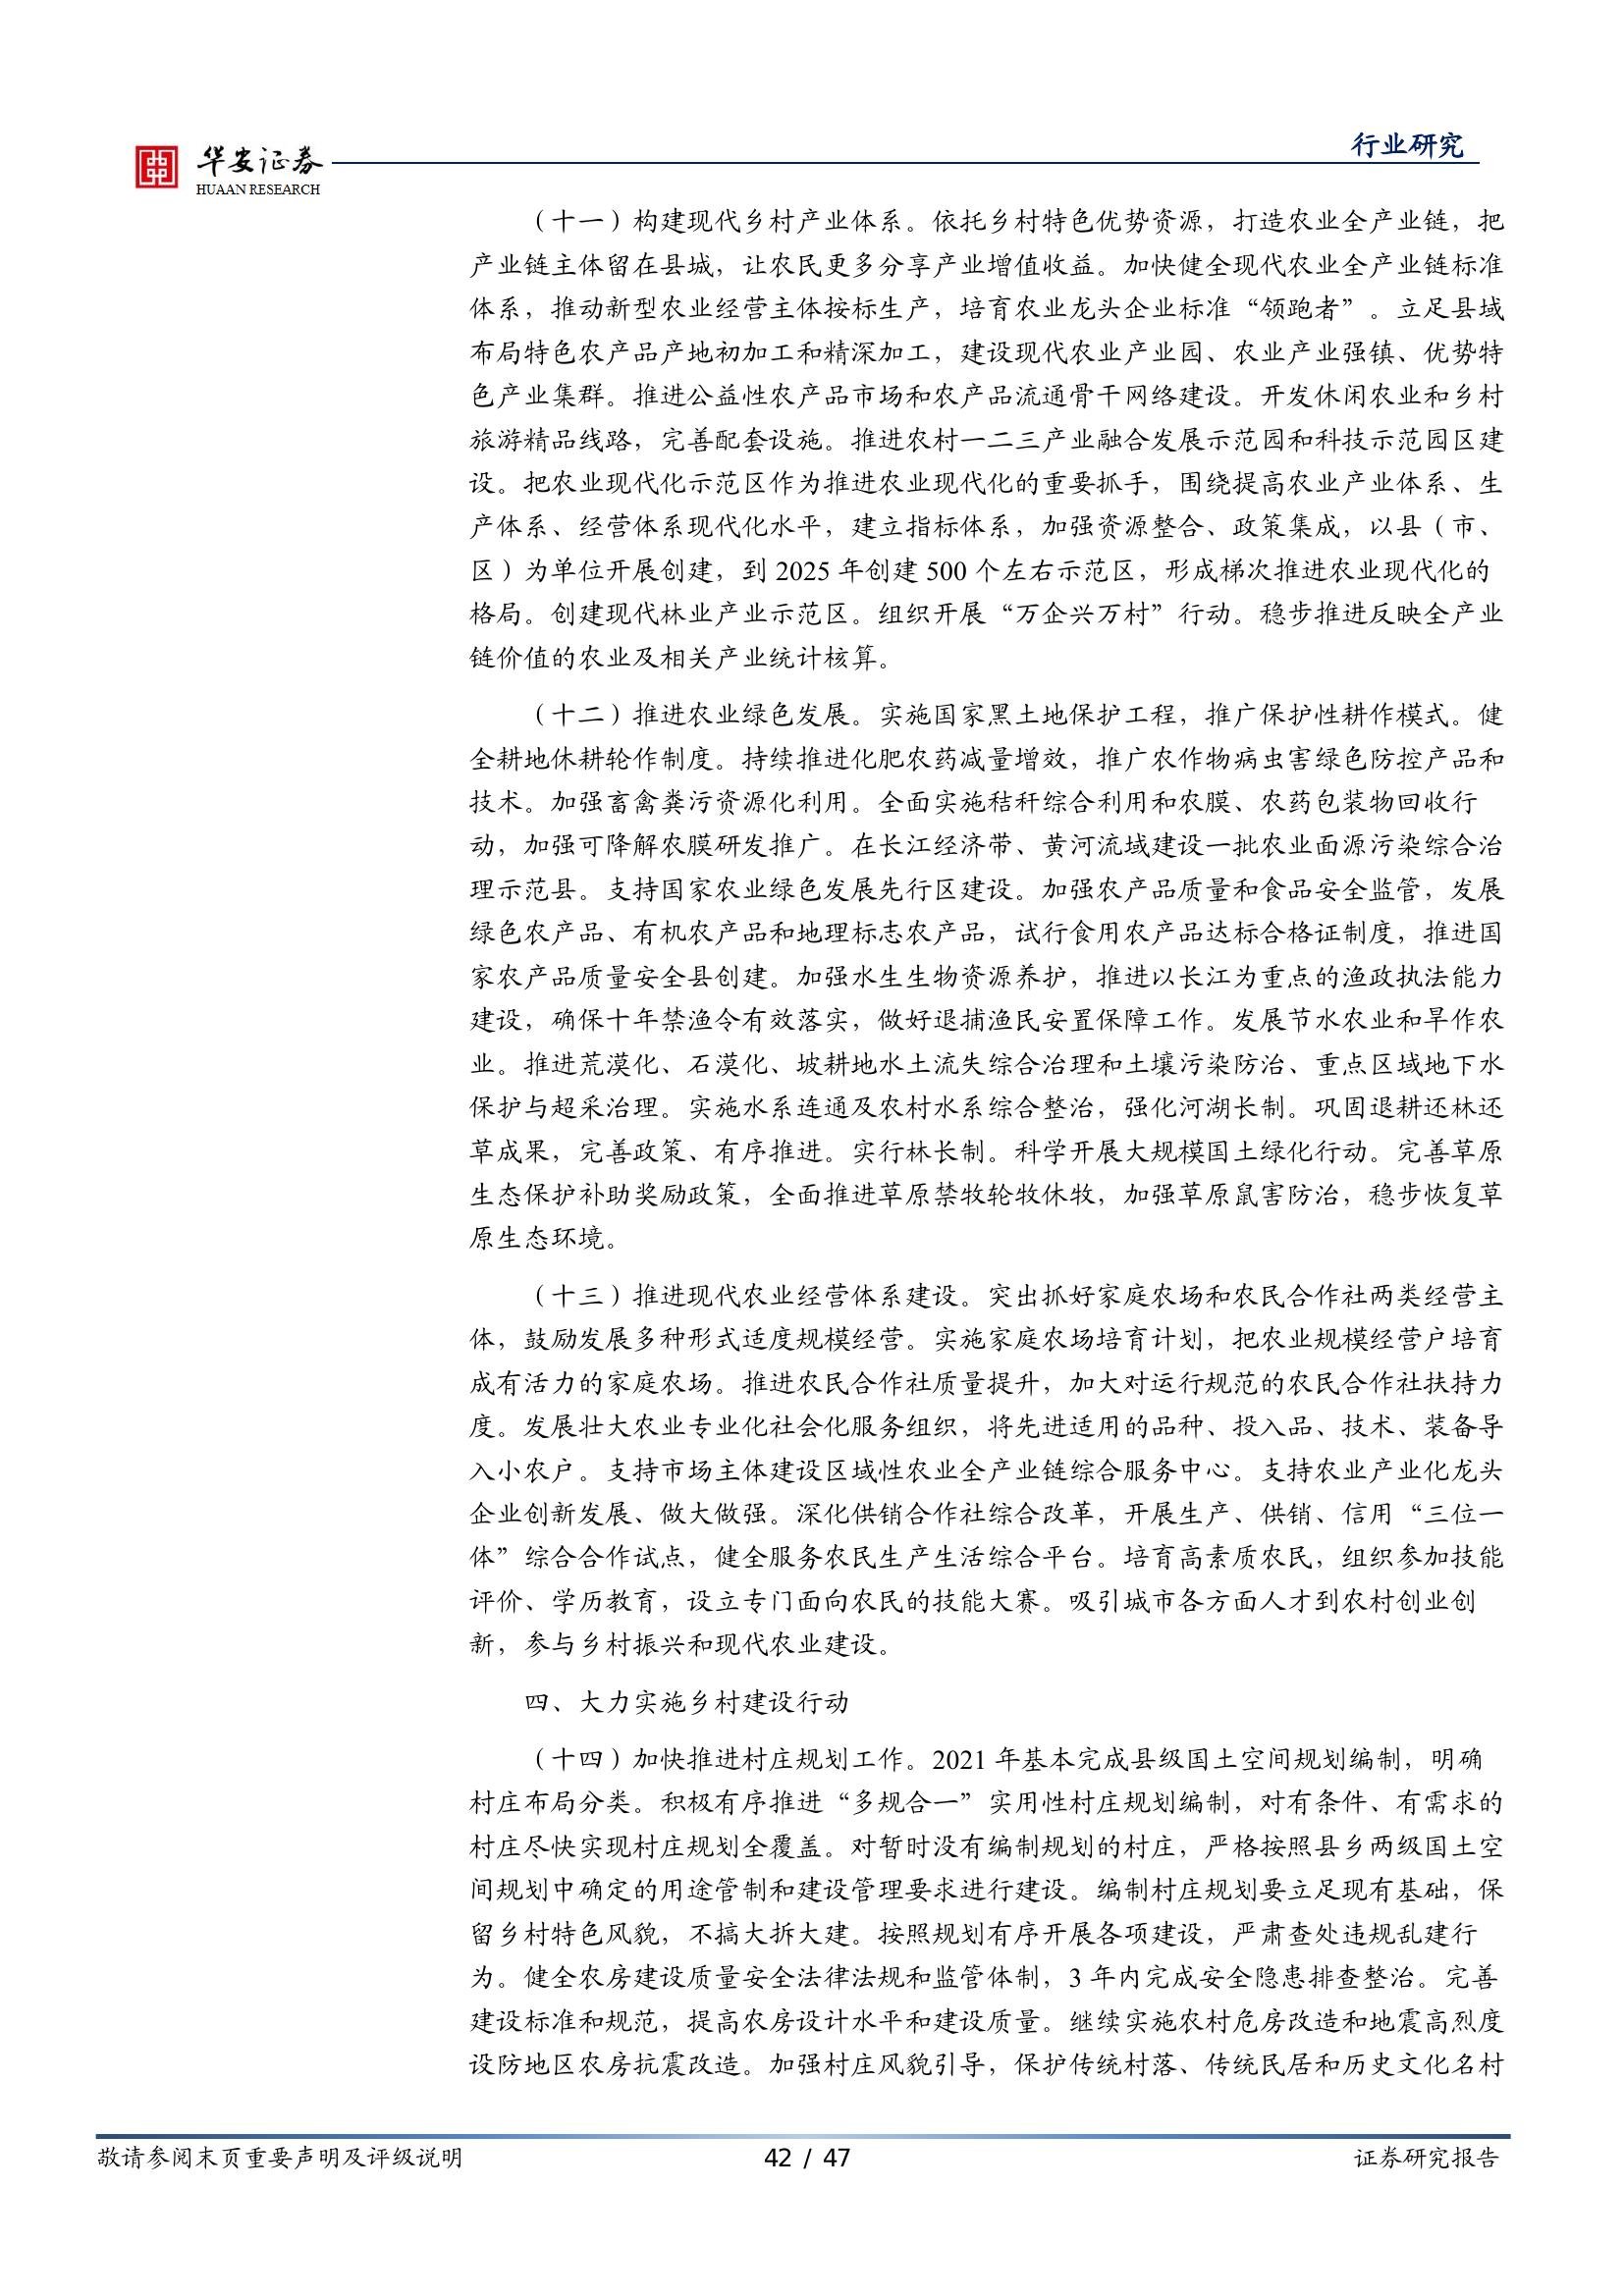 华安证券
HUAAN RESEARCH
行业研究
（十一）构建现代乡村产业体系。依托乡村特色优势资源，打造农业全产业链，把
产业链主体留在县城，让农民更多分享产业增值收益。加快健全现代农业全产业链标准
体系，推动新型农业经营主体按标生产，培育农业龙头企业标准“领跑者”。立足县域
布局特色农产品产地初加工和精深加工，建设现代农业产业园、农业产业强镇、优势特
色产业集群。推进公益性农产品市场和农产品流通骨干网络建设。开发休闲农业和乡村
旅游精品线路，完善配套设施。推进农村一二三产业融合发展示范园和科技示范园区建
设。把农业现代化示范区作为推进农业现代化的重要抓手，围绕提高农业产业体系、生
产体系、经营体系现代化水平，建立指标体系，加强资源整合、政策集成，以县（市、
区）为单位开展创建，到 2025 年创建 500 个左右示范区，形成梯次推进农业现代化的
格局。创建现代林业产业示范区。组织开展“万企兴万村”行动。稳步推进反映全产业
链价值的农业及相关产业统计核算。
（十二）推进农业绿色发展。实施国家黑土地保护工程，推广保护性耕作模式。健
全耕地休耕轮作制度。持续推进化肥农药减量增效，推广农作物病虫害绿色防控产品和
技术。加强畜禽粪污资源化利用。全面实施秸秆综合利用和农膜、农药包装物回收行
动，加强可降解农膜研发推广。在长江经济带、黄河流域建设一批农业面源污染综合治
理示范县。支持国家农业绿色发展先行区建设。加强农产品质量和食品安全监管，发展
绿色农产品、有机农产品和地理标志农产品，试行食用农产品达标合格证制度，推进国
家农产品质量安全县创建。加强水生生物资源养护，推进以长江为重点的渔政执法能力
建设，确保十年禁渔令有效落实，做好退捕渔民安置保障工作。发展节水农业和旱作农
业。推进荒漠化、石漠化、坡耕地水土流失综合治理和土壤污染防治、重点区域地下水
保护与超采治理。实施水系连通及农村水系综合整治，强化河湖长制。巩固退耕还林还
草成果，完善政策、有序推进。实行林长制。科学开展大规模国土绿化行动。完善草原
生态保护补助奖励政策，全面推进草原禁牧轮牧休牧，加强草原鼠害防治，稳步恢复草
原生态环境。
（十三）推进现代农业经营体系建设。突出抓好家庭农场和农民合作社两类经营主
体，鼓励发展多种形式适度规模经营。实施家庭农场培育计划，把农业规模经营户培育
成有活力的家庭农场。推进农民合作社质量提升，加大对运行规范的农民合作社扶持力
度。发展壮大农业专业化社会化服务组织，将先进适用的品种、投入品、技术、装备导
入小农户。支持市场主体建设区域性农业全产业链综合服务中心。支持农业产业化龙头
企业创新发展、做大做强。深化供销合作社综合改革，开展生产、供销、信用“三位一
体”综合合作试点，健全服务农民生产生活综合平台。培育高素质农民，组织参加技能
评价、学历教育，设立专门面向农民的技能大赛。吸引城市各方面人才到农村创业创
新，参与乡村振兴和现代农业建设。
四、大力实施乡村建设行动
（十四）加快推进村庄规划工作。2021 年基本完成县级国土空间规划编制，明确
村庄布局分类。积极有序推进“多规合一”实用性村庄规划编制，对有条件、有需求的
村庄尽快实现村庄规划全覆盖。对暂时没有编制规划的村庄，严格按照县乡两级国土空
间规划中确定的用途管制和建设管理要求进行建设。编制村庄规划要立足现有基础，保
留乡村特色风貌，不搞大拆大建。按照规划有序开展各项建设，严肃查处违规乱建行
为。健全农房建设质量安全法律法规和监管体制，3 年内完成安全隐患排查整治。完善
建设标准和规范，提高农房设计水平和建设质量。继续实施农村危房改造和地震高烈度
设防地区农房抗震改造。加强村庄风貌引导，保护传统村落、传统民居和历史文化名村
敬请参阅末页重要声明及评级说明
42 / 47
证券研究报告